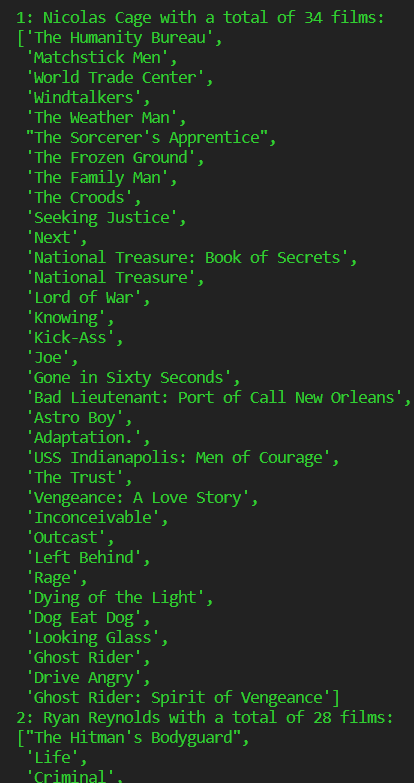 1: Nicolas Cage with a total of 34 films:
['The Humanity Bureau',
'Matchstick Men',
'World Trade Center',
'Windtalkers',
'The Weather Man',
"The Sorcerer's Apprentice",
'The Frozen Ground',
'The Family Man',
'The Croods',
'Seeking Justice',
'Next',
'National Treasure: Book of Secrets',
'National Treasure',
'Lord of War',
'Knowing',
'Kick-Ass',
'Joe',
'Gone in Sixty Seconds',
'Bad Lieutenant: Port of Call New Orleans',
'Astro Boy',
'Adaptation.',
'USS Indianapolis: Men of Courage',
'The Trust',
'Vengeance: A Love Story',
'Inconceivable',
'Outcast',
'Left Behind',
'Rage',
'Dying of the Light',
'Dog Eat Dog',
'Looking Glass',
'Ghost Rider',
'Drive Angry',
'Ghost Rider: Spirit of Vengeance']
2: Ryan Reynolds with a total of 28 films:
["The Hitman's Bodyguard",
'Life',
'Criminal',